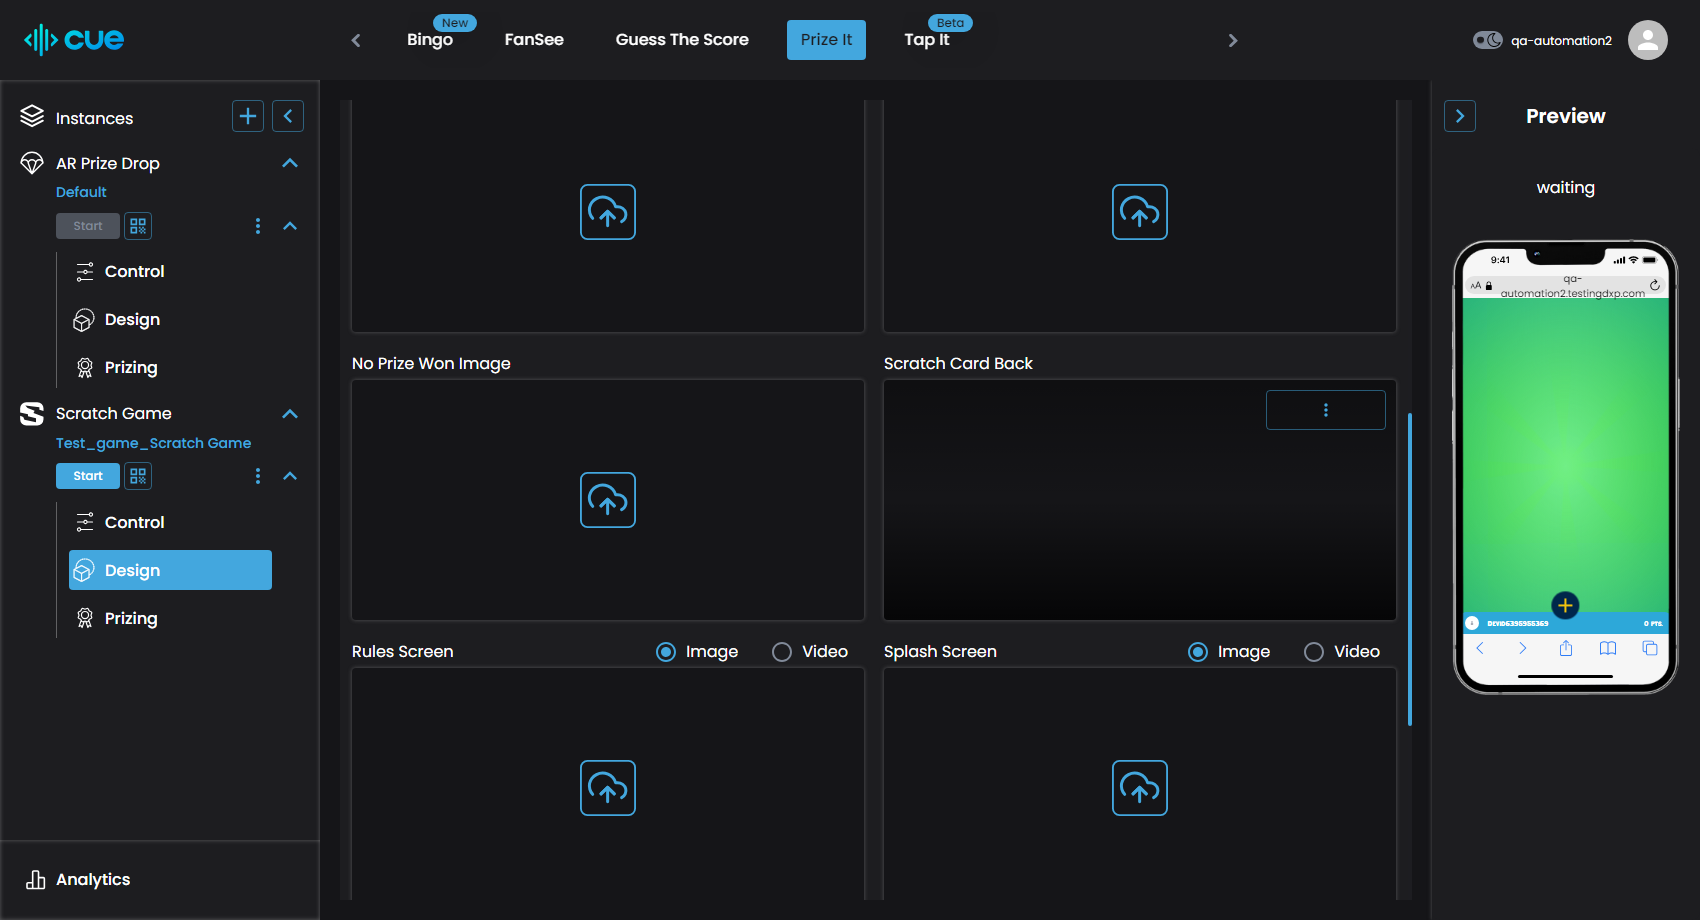 cue
Bingo
New
FanSee
Guess The Score
Prize It
Tap It
Beta
qa-automation2
Instances
AR Prize Drop
Default
Start
Control
Design
Prizing
Scratch Game
Test_game_Scratch Game
Start
Control
Design
Prizing
Analytics
No Prize Won Image
Scratch Card Back
Rules Screen
Image
Video
Splash Screen
Image
Video
Preview
waiting
9:41
AA
qa-
automation2.testingdxp.com
0 PTS.